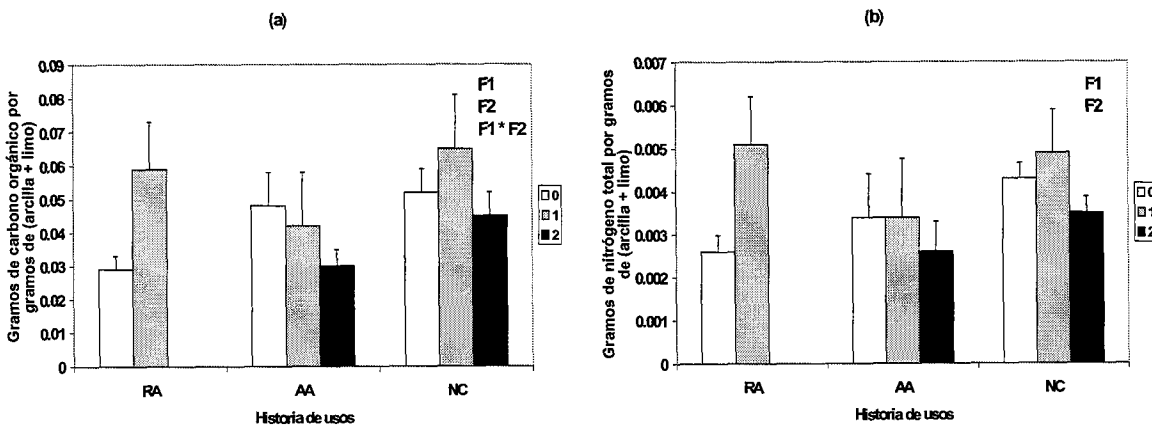 (a)
Gramos de carbono orgánico por
gramos de (arcilla + limo)
0.09
0.08
0.07
0.06
0.05
0.04
0.03
0.02
0.01
0
F1
F2
F1 * F2
0
1
2
RA
AA
NC
Historia de usos
(b)
Gramos de nitrógeno total por gramos
de (arcilla + limo)
0.007
0.006
0.005
0.004
0.003
0.002
0.001
0
F1
F2
0
1
2
RA
AA
NC
Historia de usos